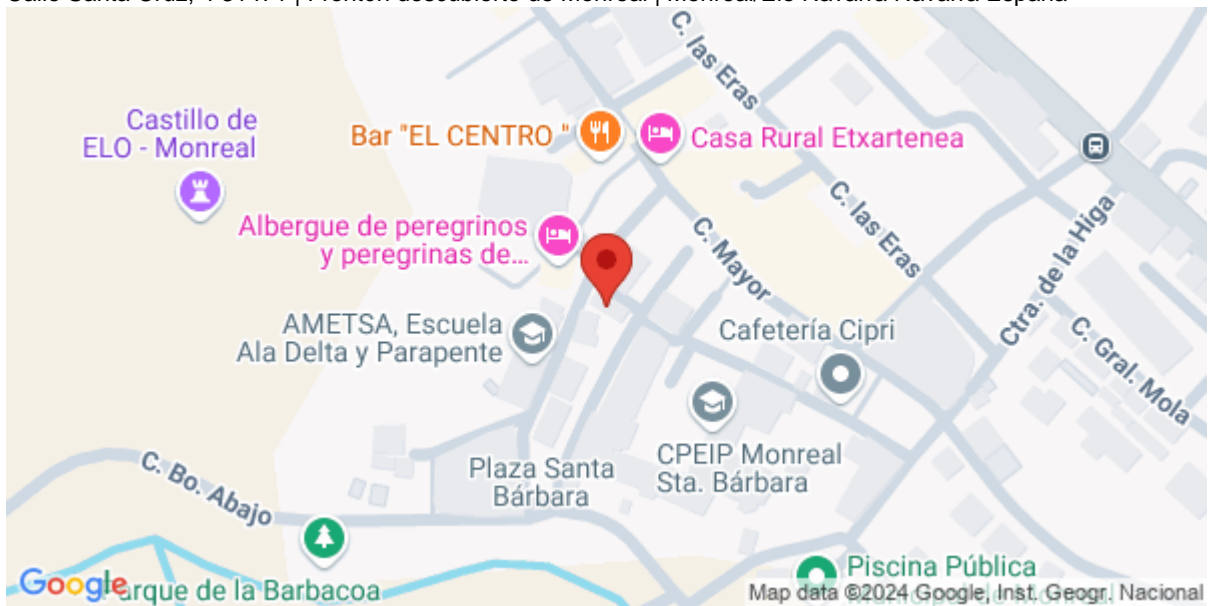 C. las Eras
Castillo de
ELO - Monreal
Bar "EL CENTRO "
Casa Rural Etxartenea
C. las Eras
Albergue de peregrinos
y peregrinas de...
C. Mayor
Ctra. de la Higa
AMETSA, Escuela
Ala Delta y Parapente
Cafetería Cipri
C. Gral. Mola
CPEIP Monreal
Sta. Bárbara
Plaza Santa
Bárbara
C. Bo. Abajo
Piscina Pública
Google
arque de la Barbacoa
Map data ©2024 Google, Inst. Geogr. Nacional